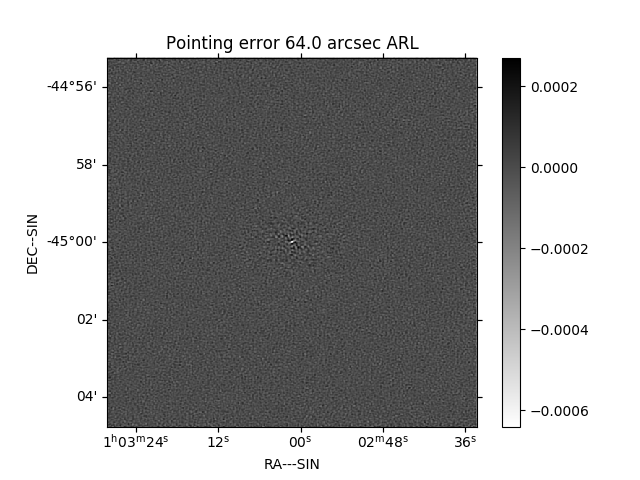 Pointing error 64.0 arcsec ARL
-44°56'
58'
-45°00'
02'
04'
1ʰ03ᵐ24ˢ 12ˢ 00ˢ 02ᵐ48ˢ 36ˢ
RA---SIN
DEC--SIN
0.0002
0.0000
−0.0002
−0.0004
−0.0006